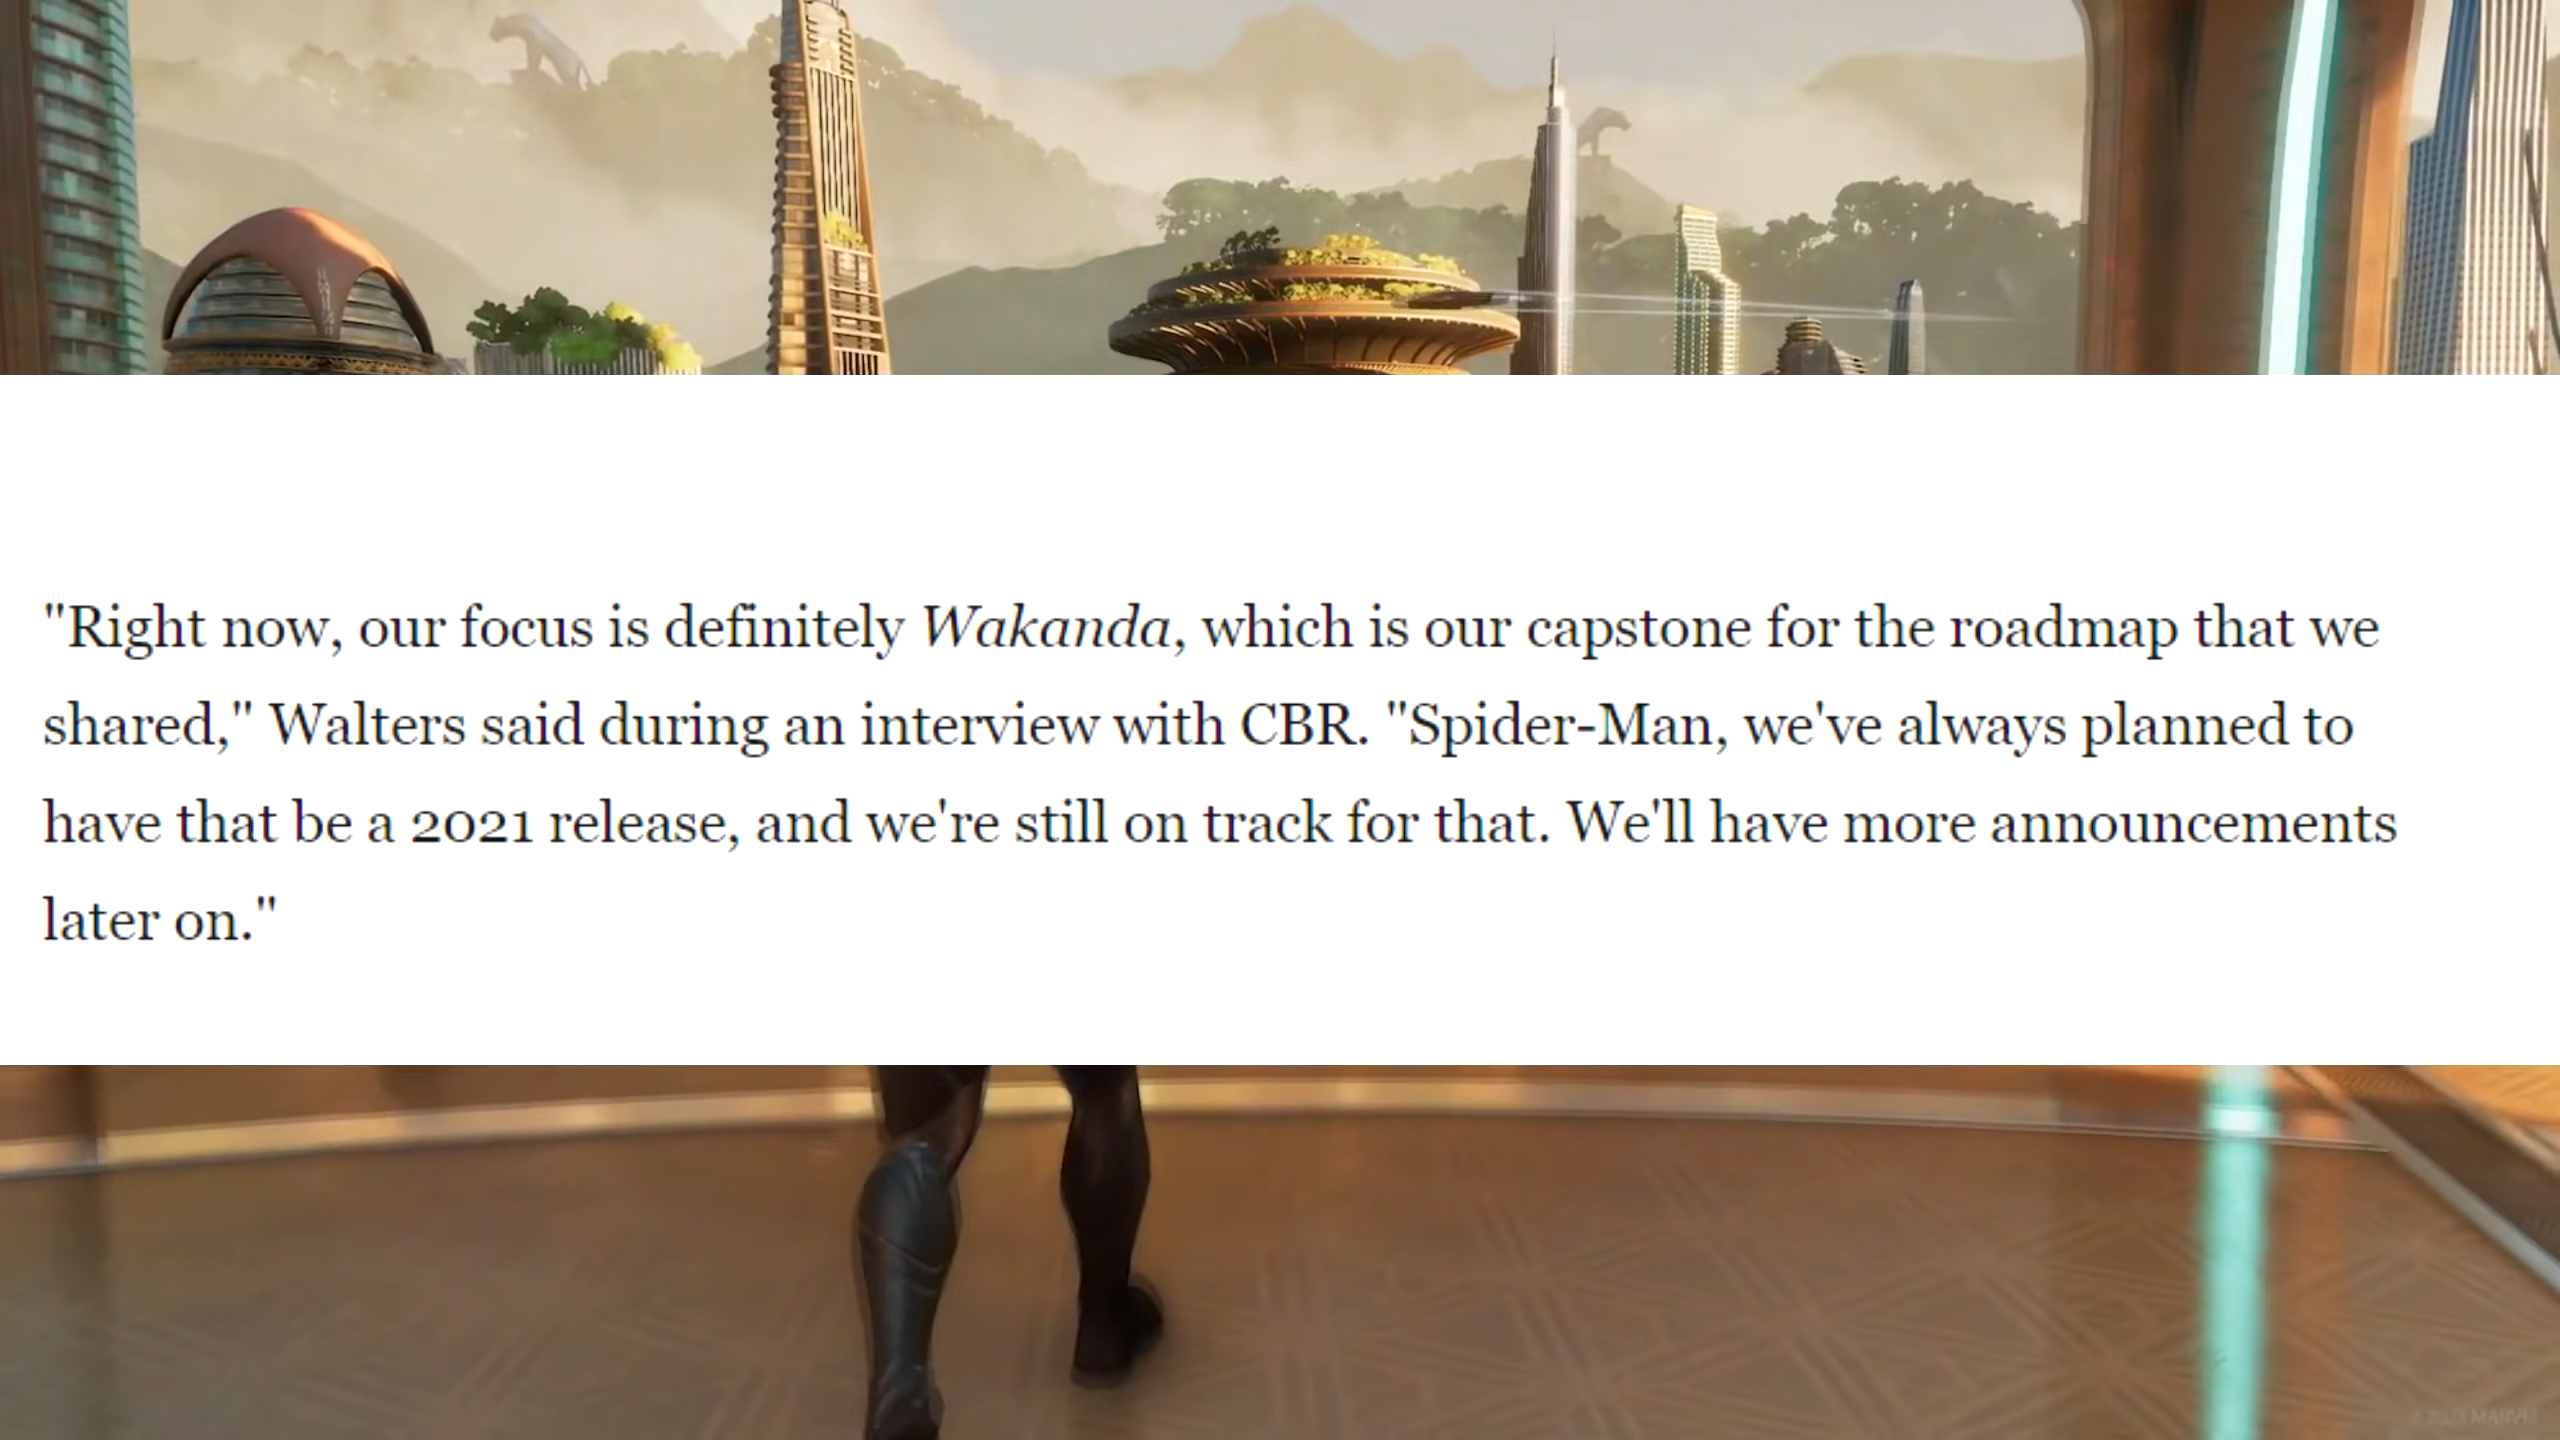 "Right now, our focus is definitely Wakanda, which is our capstone for the roadmap that we
shared," Walters said during an interview with CBR. "Spider-Man, we've always planned to
have that be a 2021 release, and we're still on track for that. We'll have more announcements
later on."
© 2021 MARVEL